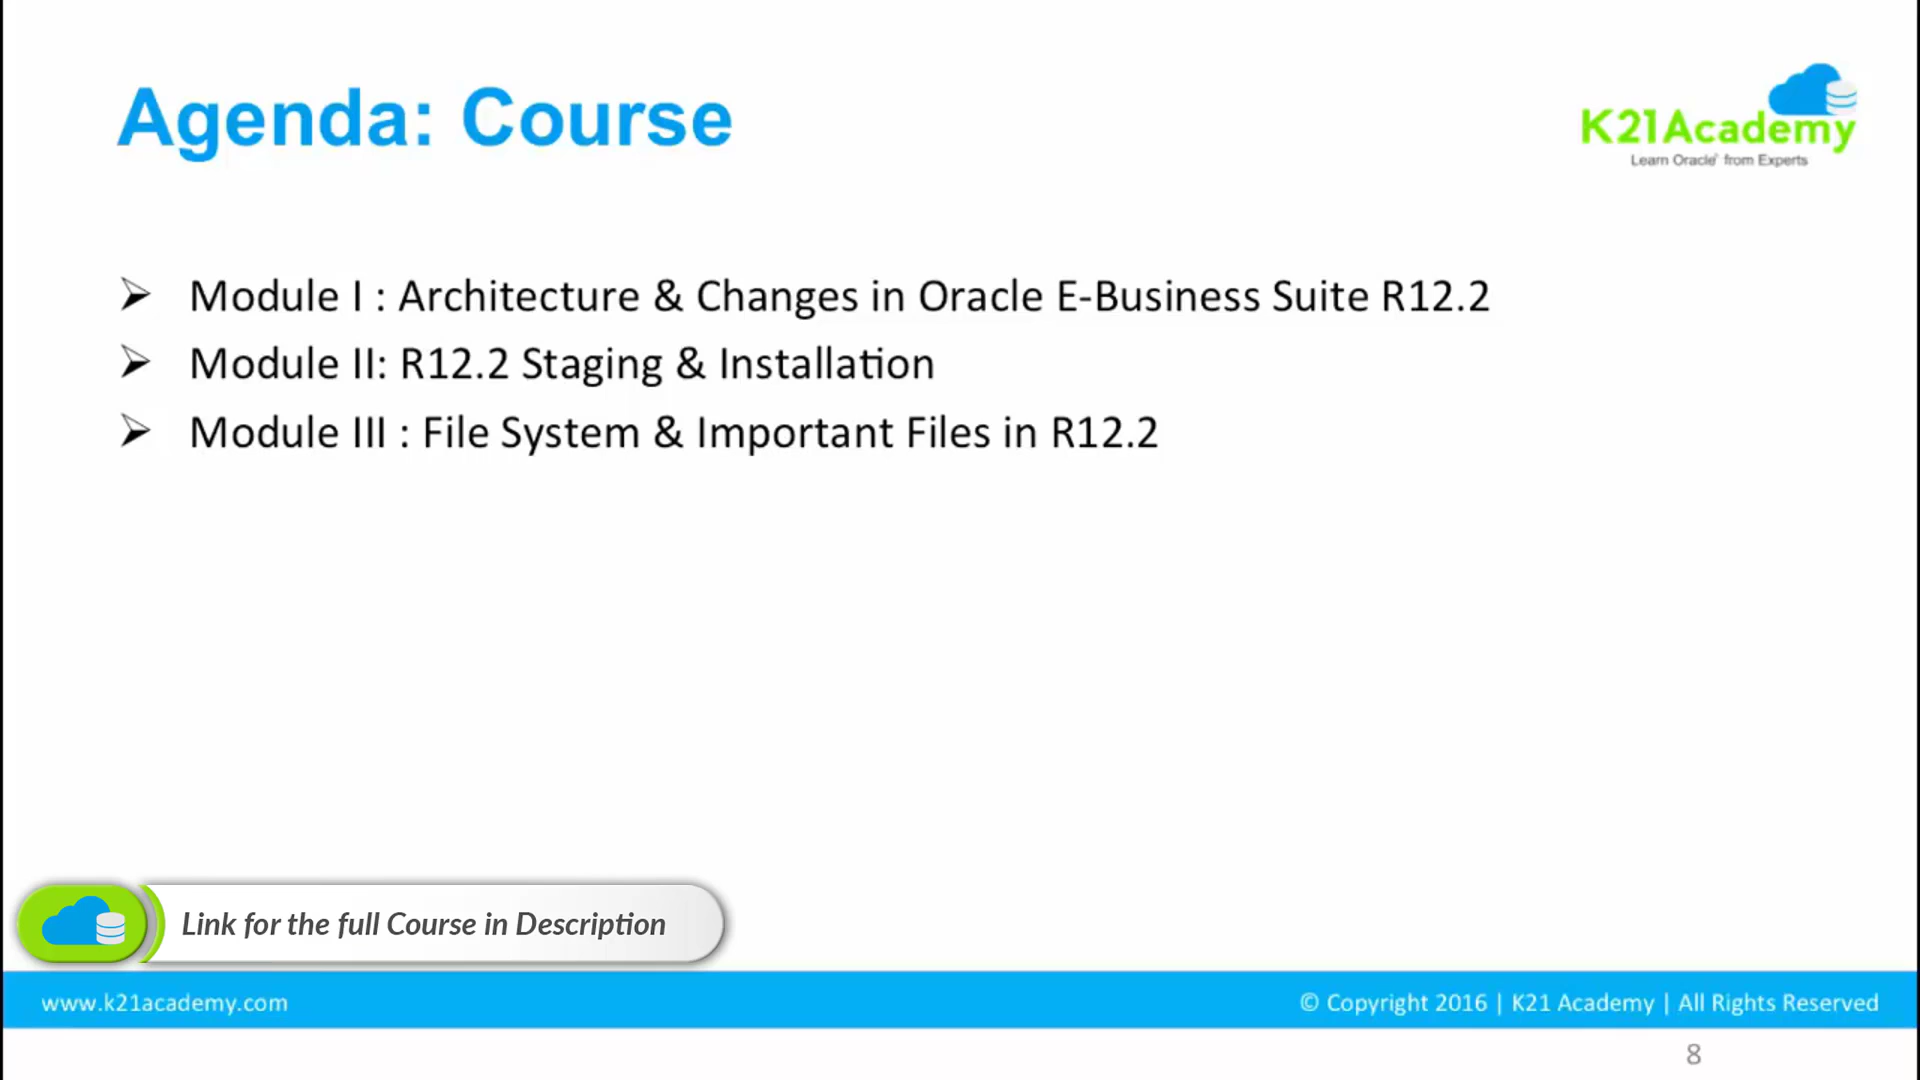 Agenda: Course
K21Academy
Learn Oracle® from Experts
➢ Module I : Architecture & Changes in Oracle E-Business Suite R12.2
➢ Module II: R12.2 Staging & Installation
➢ Module III : File System & Important Files in R12.2
Link for the full Course in Description
www.k21academy.com
© Copyright 2016 | K21 Academy | All Rights Reserved
8